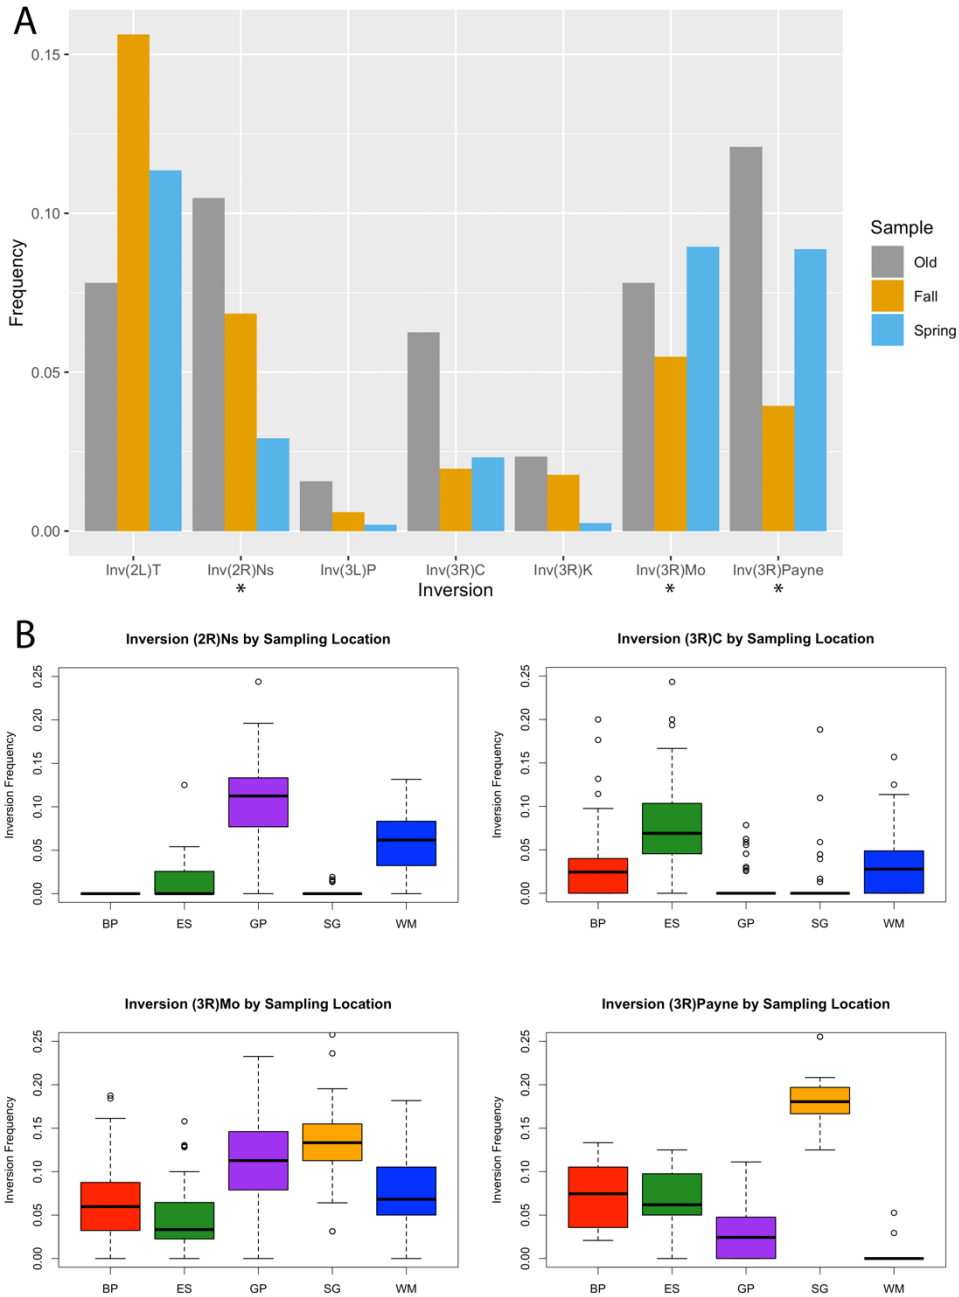 A
0.15
0.10
0.05
0.00
Frequency
Inv(2L)T Inv(2R)Ns Inv(3L)P Inv(3R)C Inv(3R)K Inv(3R)Mo Inv(3R)Payne
* Inversion * *
Sample
Old
Fall
Spring
B
Inversion (2R)Ns by Sampling Location
Inversion Frequency
0.25
0.20
0.15
0.10
0.05
0.00
BP ES GP SG WM
Inversion (3R)C by Sampling Location
Inversion Frequency
0.25
0.20
0.15
0.10
0.05
0.00
BP ES GP SG WM
Inversion (3R)Mo by Sampling Location
Inversion Frequency
0.25
0.20
0.15
0.10
0.05
0.00
BP ES GP SG WM
Inversion (3R)Payne by Sampling Location
Inversion Frequency
0.25
0.20
0.15
0.10
0.05
0.00
BP ES GP SG WM